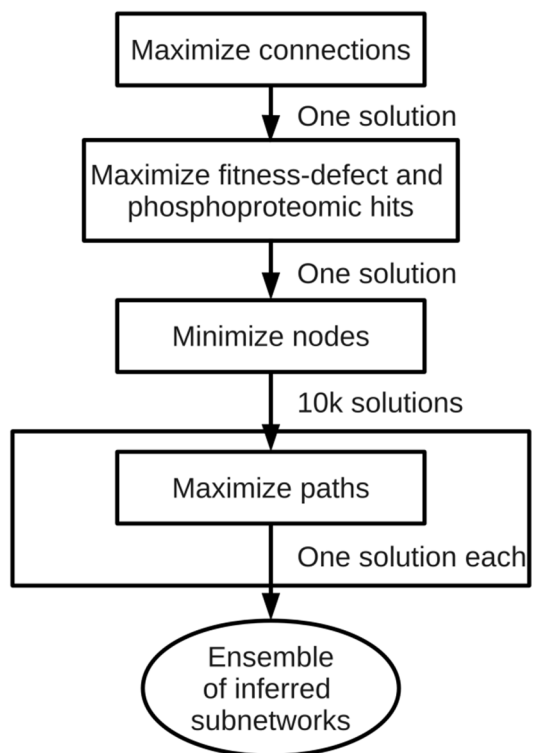 Maximize connections
One solution
Maximize fitness-defect and
phosphoproteomic hits
One solution
Minimize nodes
10k solutions
Maximize paths
One solution each
Ensemble
of inferred
subnetworks